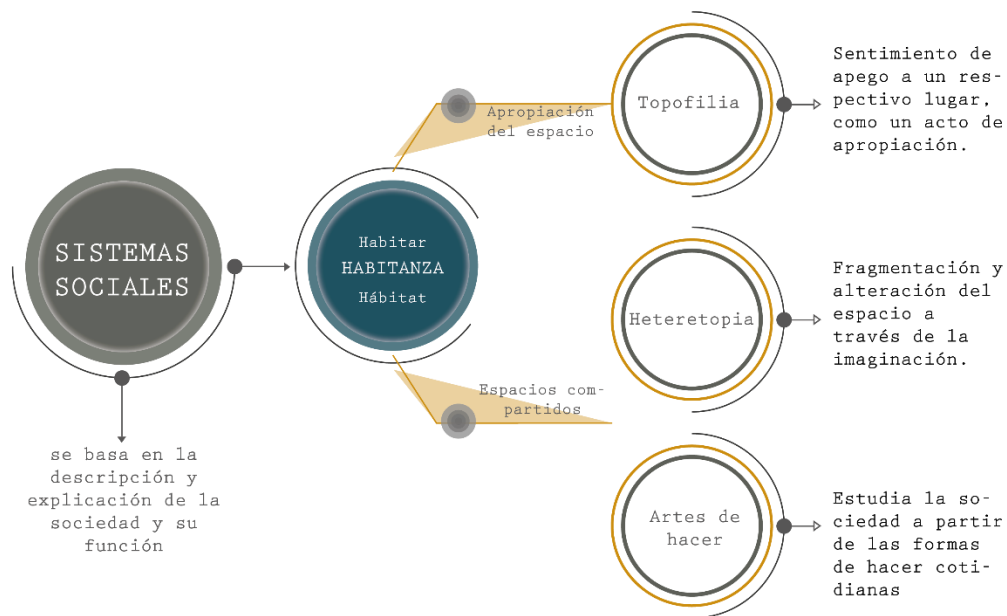 SISTEMAS
SOCIALES
se basa en la
descripción y
explicación de la
sociedad y su
función
Habitar
HABITANZA
Hábitat
Apropiación
del espacio
Espacios com-
partidos
Topofilia
Sentimiento de
apego a un res-
pectivo lugar,
como un acto de
apropiación.
Heteretopia
Fragmentación y
alteración del
espacio a
través de la
imaginación.
Artes de
hacer
Estudia la so-
ciedad a partir
de las formas
de hacer coti-
dianas